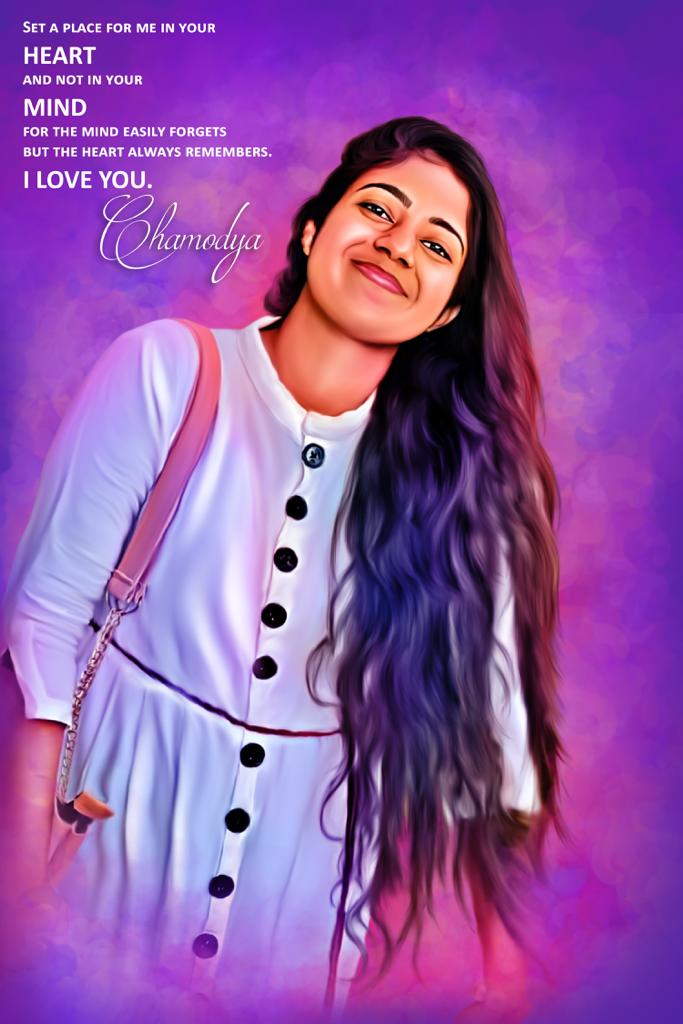 Set a place for me in your
HEART
and not in your
MIND
for the mind easily forgets
but the heart always remembers.
I LOVE YOU.
Chamodya